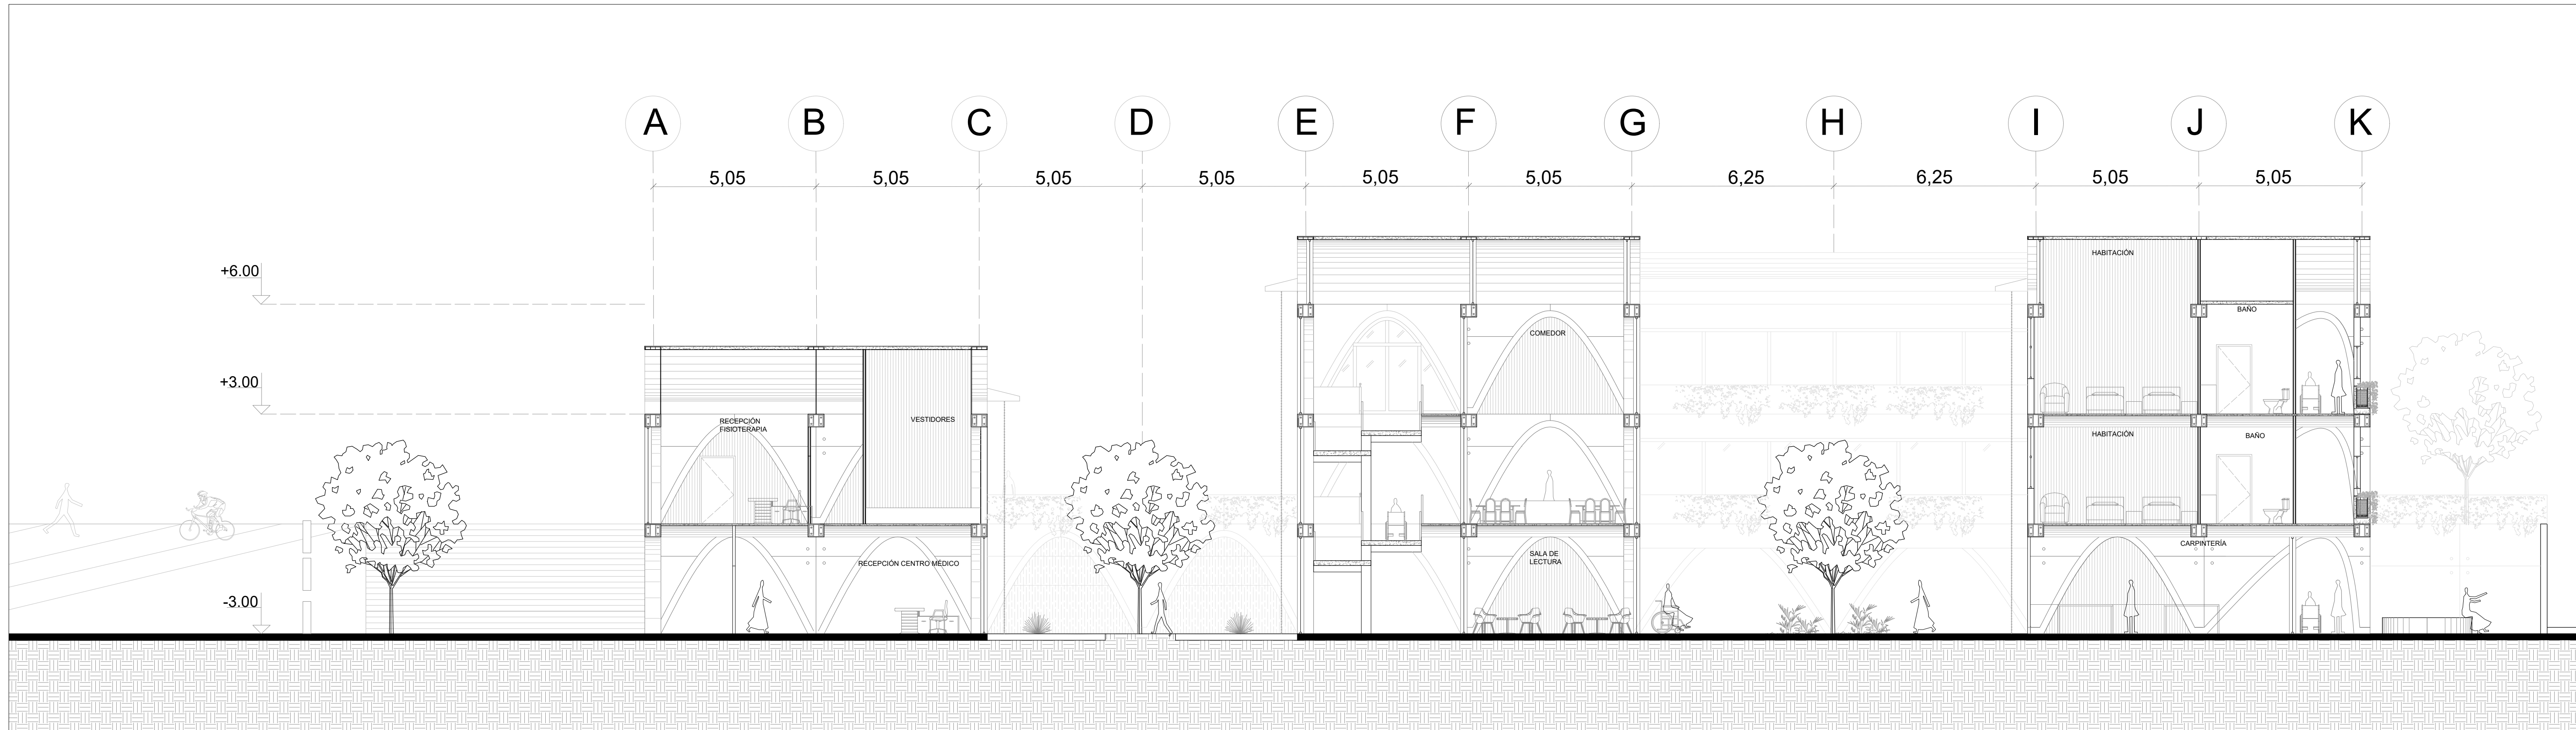 A
B
C
D
E
F
G
H
I
J
K
5,05
5,05
5,05
5,05
5,05
5,05
6,25
6,25
5,05
5,05
+6.00
+3.00
-3.00
HABITACIÓN
BAÑO
COMEDOR
RECEPCIÓN
FISIOTERAPIA
VESTIDORES
HABITACIÓN
BAÑO
RECEPCIÓN CENTRO MÉDICO
SALA DE
LECTURA
CARPINTERÍA